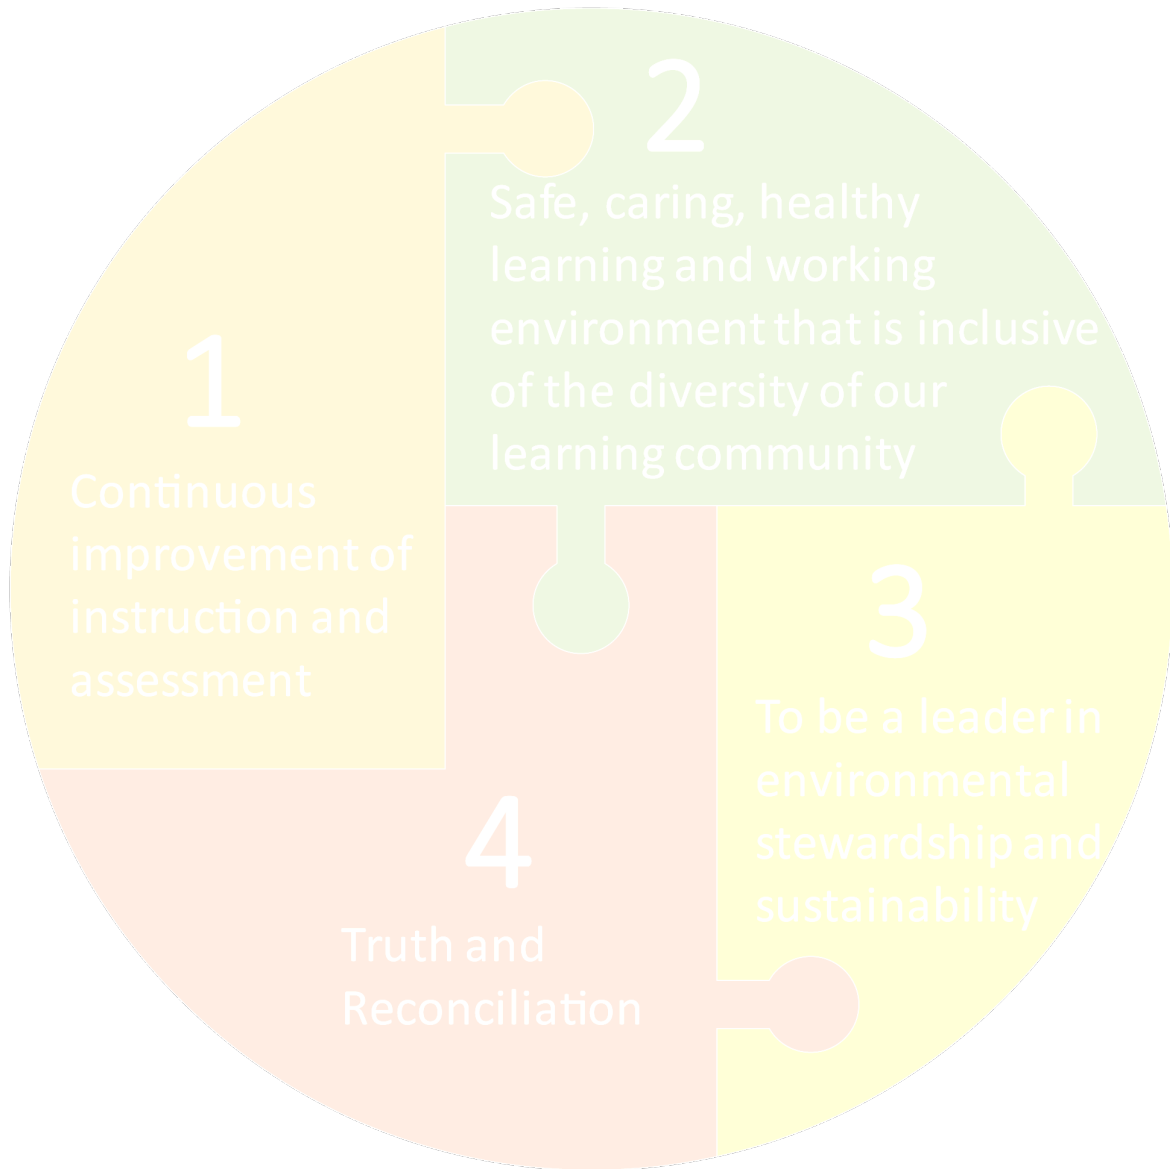 1
Continuous
improvement of
instruction and
assessment
2
Safe, caring, healthy
learning and working
environment that is inclusive
of the diversity of our
learning community
3
To be a leader in
environmental
stewardship and
sustainability
4
Truth and
Reconciliation